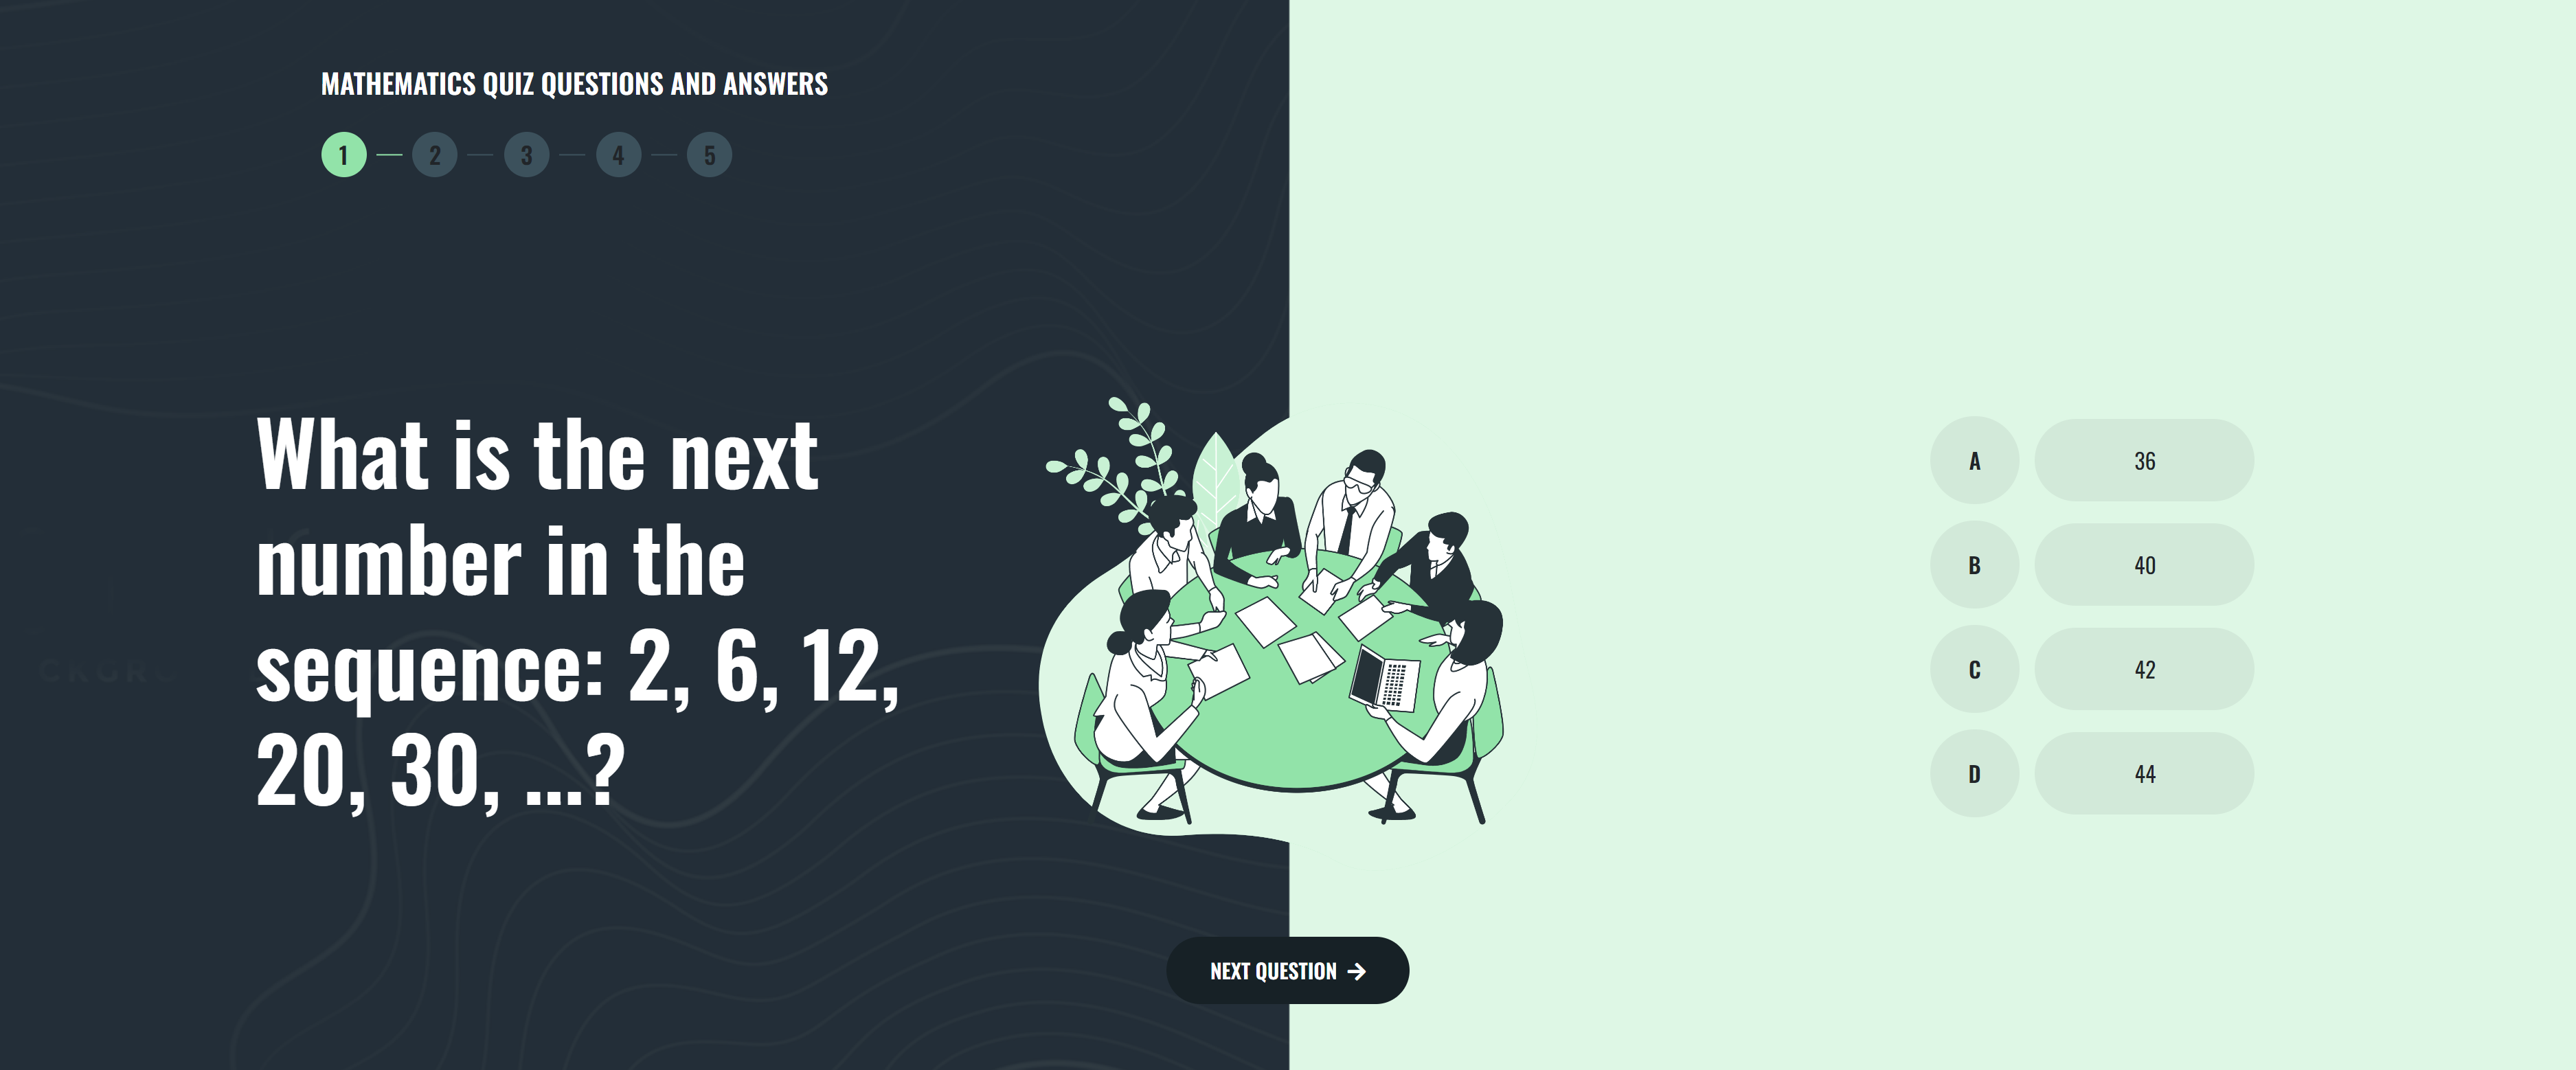 MATHEMATICS QUIZ QUESTIONS AND ANSWERS
1 2 3 4 5
What is the next
number in the
sequence: 2, 6, 12,
20, 30, ...?
A 36
B 40
C 42
D 44
NEXT QUESTION →